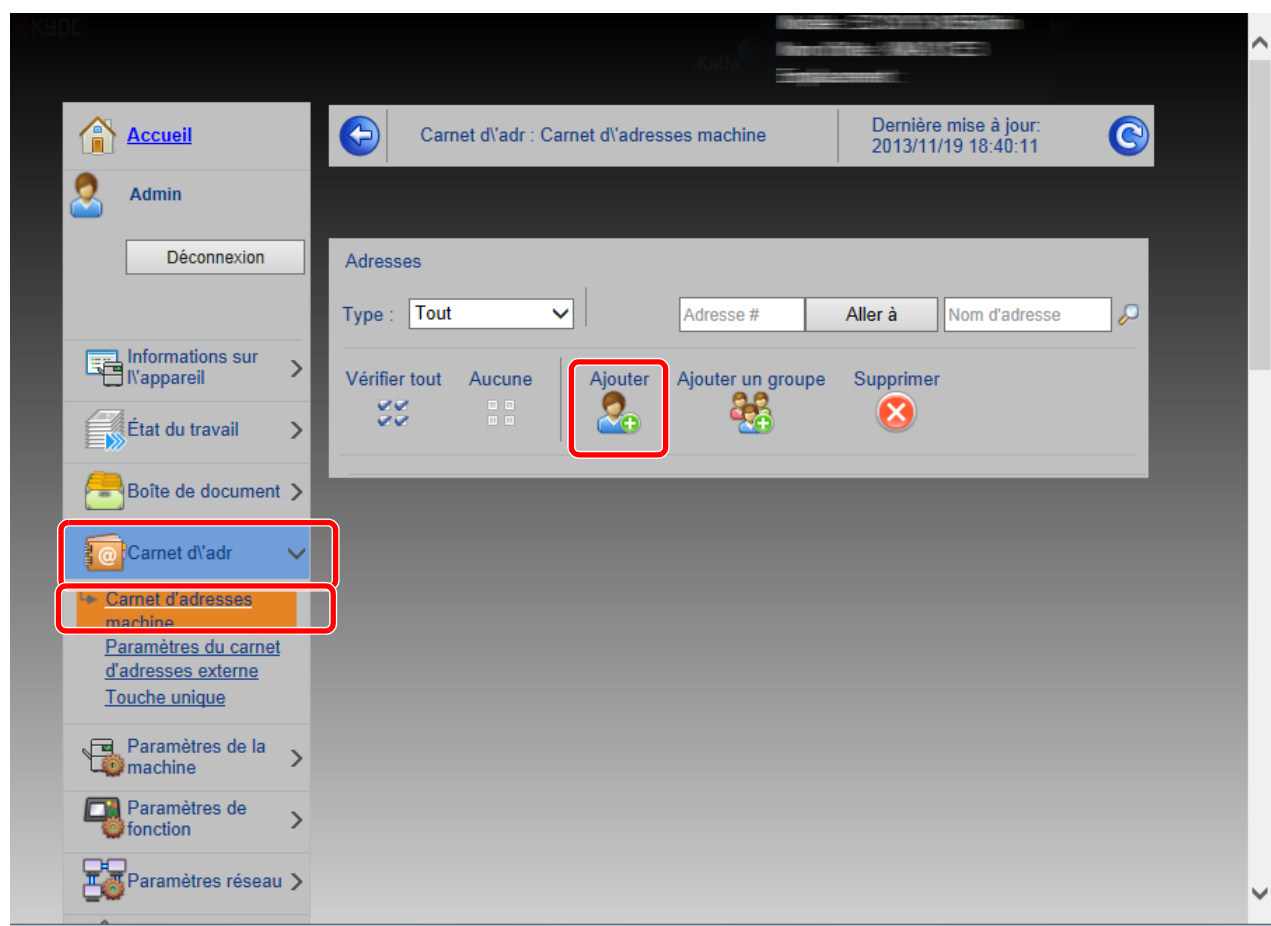 Accueil
Admin
Déconnexion
Informations sur
l\'appareil
État du travail
Boîte de document
Carnet d\'adr
Carnet d'adresses
machine
Paramètres du carnet
d'adresses externe
Touche unique
Paramètres de la
machine
Paramètres de
fonction
Paramètres réseau
Carnet d\'adr : Carnet d\'adresses machine
Dernière mise à jour:
2013/11/19 18:40:11
Adresses
Type :
Tout
Adresse #
Aller à
Nom d'adresse
Vérifier tout
Aucune
Ajouter
Ajouter un groupe
Supprimer